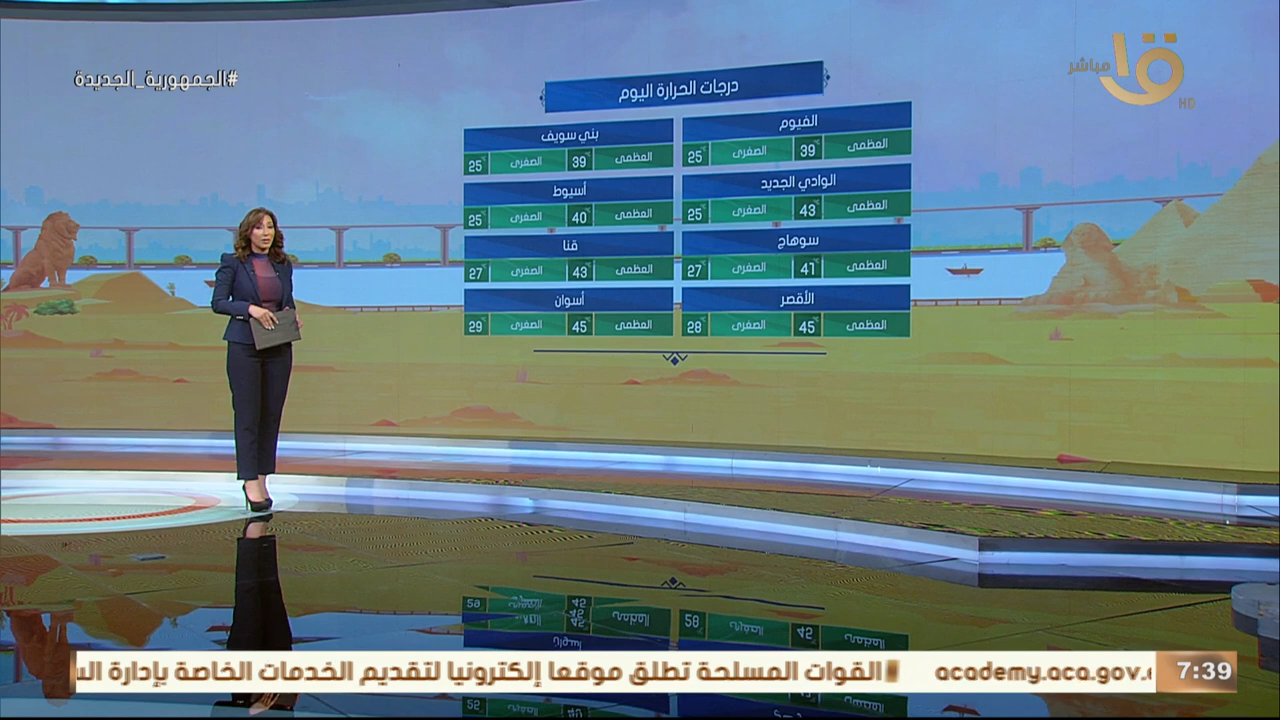 #الجمهورية_الجديدة
مباشر
HD
درجات الحرارة اليوم
الفيوم
العظمى 39 الصغرى 25
بني سويف
العظمى 39 الصغرى 25
الوادي الجديد
العظمى 43 الصغرى 25
أسيوط
العظمى 40 الصغرى 25
سوهاج
العظمى 41 الصغرى 27
قنا
العظمى 43 الصغرى 27
الأقصر
العظمى 45 الصغرى 28
أسوان
العظمى 45 الصغرى 29
7:39
academy.aca.gov.
القوات المسلحة تطلق موقعا إلكترونيا لتقديم الخدمات الخاصة بإدارة